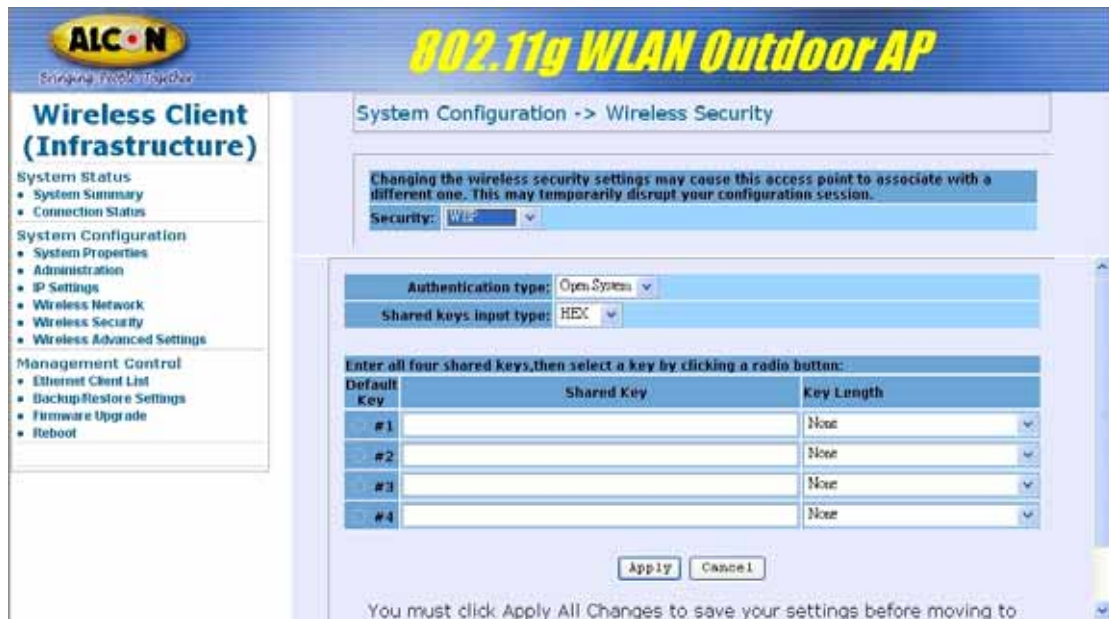 ALCON
Bringing People Together
802.11g WLAN Outdoor AP
Wireless Client
(Infrastructure)
System Status
System Summary
Connection Status
System Configuration
System Properties
Administration
IP Settings
Wireless Network
Wireless Security
Wireless Advanced Settings
Management Control
Ethernet Client List
Backup/Restore Settings
Firmware Upgrade
Reboot
System Configuration -> Wireless Security
Changing the wireless security settings may cause this access point to associate with a
different one. This may temporarily disrupt your configuration session.
Security: WEP
Authentication type: Open System
Shared keys input type: HEX
Enter all four shared keys,then select a key by clicking a radio button:
Default Key Shared Key Key Length
#1 None
#2 None
#3 None
#4 None
Apply Cancel
You must click Apply All Changes to save your settings before moving to